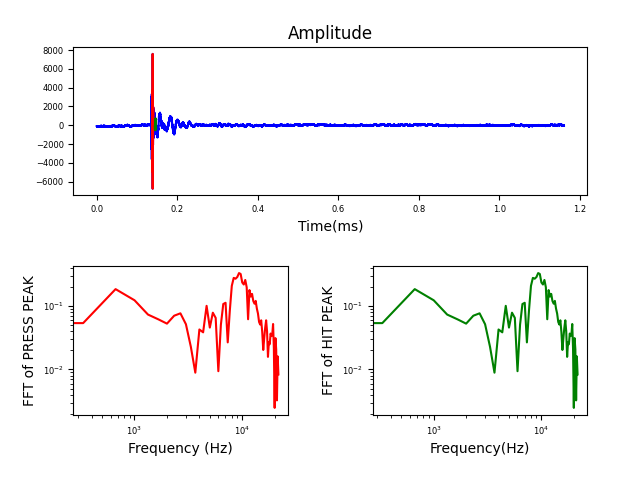 Amplitude
8000
6000
4000
2000
0
−2000
−4000
−6000
0.0 0.2 0.4 0.6 0.8 1.0 1.2
Time(ms)
FFT of PRESS PEAK
10⁻¹
10⁻²
10³ 10⁴
Frequency (Hz)
FFT of HIT PEAK
10⁻¹
10⁻²
10³ 10⁴
Frequency(Hz)